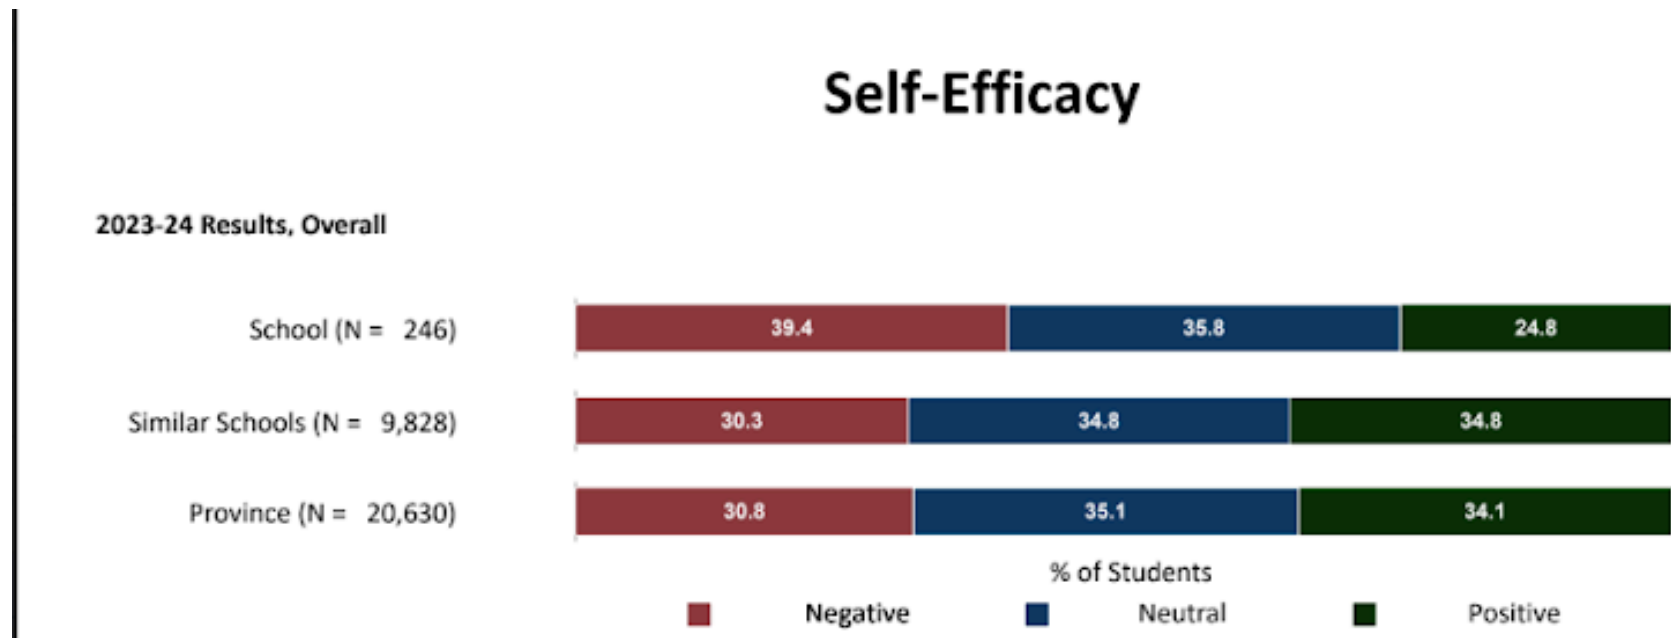 Self-Efficacy
2023-24 Results, Overall
School (N = 246) 39.4 35.8 24.8
Similar Schools (N = 9,828) 30.3 34.8 34.8
Province (N = 20,630) 30.8 35.1 34.1
% of Students
Negative Neutral Positive